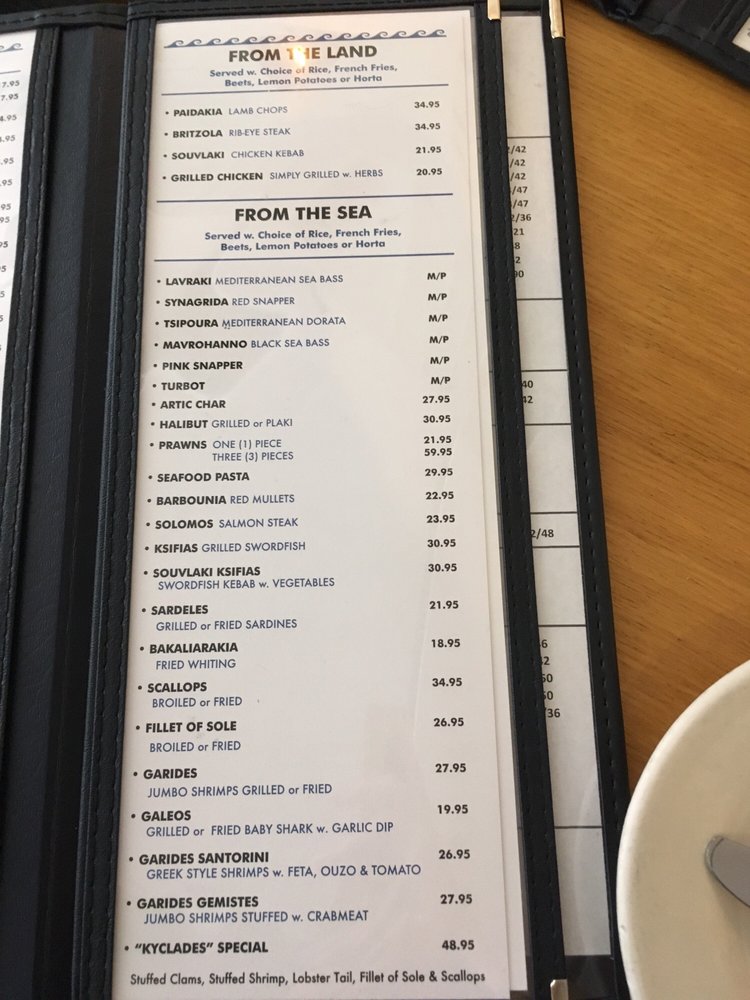 FROM THE LAND
Served w. Choice of Rice, French Fries,
Beets, Lemon Potatoes or Horta
• PAIDAKIA LAMB CHOPS 34.95
• BRITZOLA RIB-EYE STEAK 34.95
• SOUVLAKI CHICKEN KEBAB 21.95
• GRILLED CHICKEN SIMPLY GRILLED w. HERBS 20.95
FROM THE SEA
Served w. Choice of Rice, French Fries,
Beets, Lemon Potatoes or Horta
• LAVRAKI MEDITERRANEAN SEA BASS M/P
• SYNAGRIDA RED SNAPPER M/P
• TSIPOURA MEDITERRANEAN DORATA M/P
• MAVROHANNO BLACK SEA BASS M/P
• PINK SNAPPER M/P
• TURBOT M/P
• ARTIC CHAR 27.95
• HALIBUT GRILLED or PLAKI 30.95
• PRAWNS ONE (1) PIECE 21.95
THREE (3) PIECES 59.95
• SEAFOOD PASTA 29.95
• BARBOUNIA RED MULLETS 22.95
• SOLOMOS SALMON STEAK 23.95
• KSIFIAS GRILLED SWORDFISH 30.95
• SOUVLAKI KSIFIAS 30.95
SWORDFISH KEBAB w. VEGETABLES
• SARDELES 21.95
GRILLED or FRIED SARDINES
• BAKALIARAKIA 18.95
FRIED WHITING
• SCALLOPS 34.95
BROILED or FRIED
• FILLET OF SOLE 26.95
BROILED or FRIED
• GARIDES 27.95
JUMBO SHRIMPS GRILLED or FRIED
• GALEOS 19.95
GRILLED or FRIED BABY SHARK w. GARLIC DIP
• GARIDES SANTORINI 26.95
GREEK STYLE SHRIMPS w. FETA, OUZO & TOMATO
• GARIDES GEMISTES 27.95
JUMBO SHRIMPS STUFFED w. CRABMEAT
• "KYCLADES" SPECIAL 48.95
Stuffed Clams, Stuffed Shrimp, Lobster Tail, Fillet of Sole & Scallops